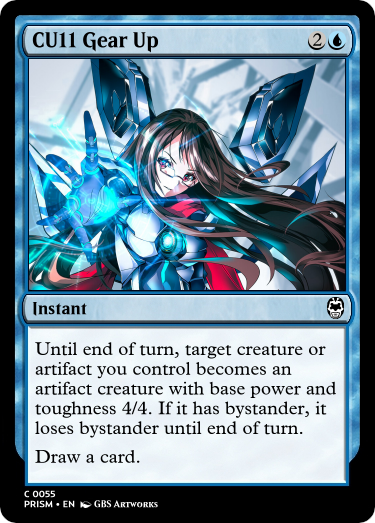 CU11 Gear Up 2
Instant
Until end of turn, target creature or
artifact you control becomes an
artifact creature with base power and
toughness 4/4. If it has bystander, it
loses bystander until end of turn.
Draw a card.
C 0055
PRISM • EN GBS Artworks